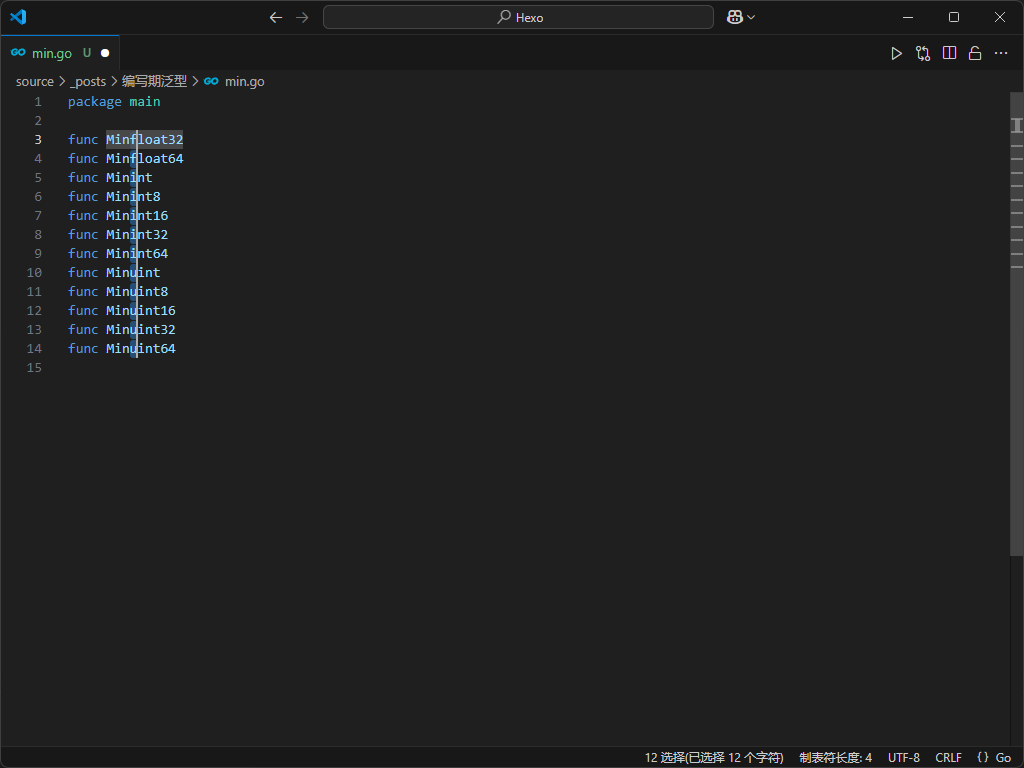 Hexo
min.go U
source > _posts > 编写期泛型 > min.go
1 package main
2
3 func Minfloat32
4 func Minfloat64
5 func Minint
6 func Minint8
7 func Minint16
8 func Minint32
9 func Minint64
10 func Minuint
11 func Minuint8
12 func Minuint16
13 func Minuint32
14 func Minuint64
15
12 选择(已选择 12 个字符) 制表符长度: 4 UTF-8 CRLF {} Go